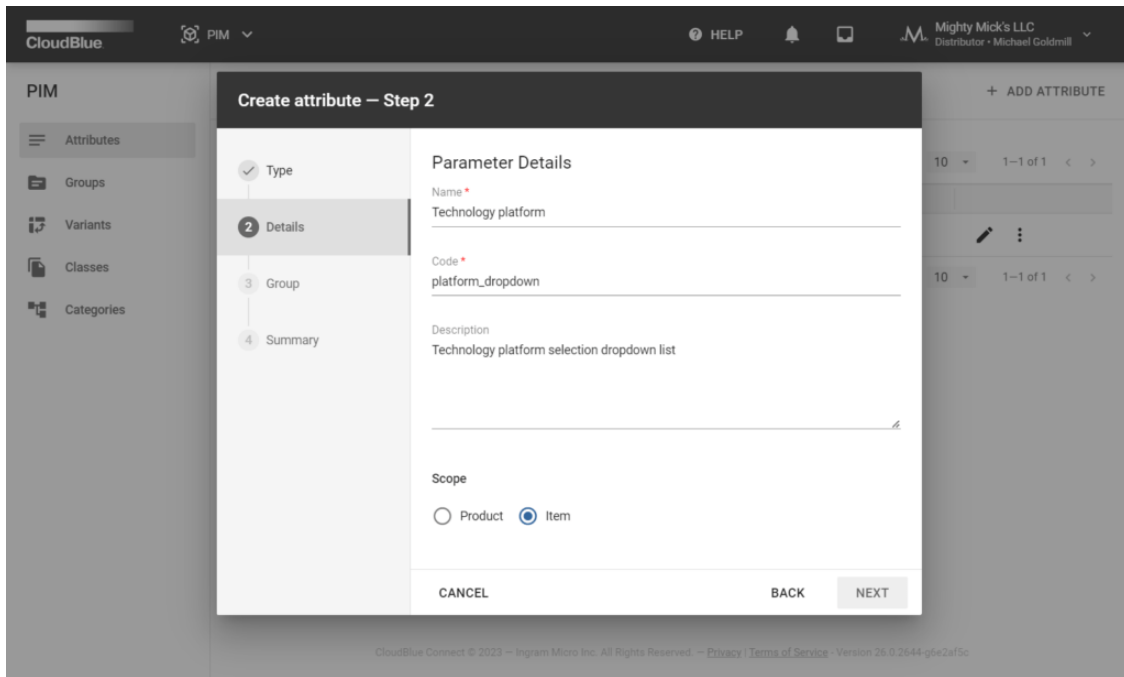 CloudBlue
PIM
HELP
Mighty Mick's LLC
Distributor • Michael Goldmill
PIM
Attributes
Groups
Variants
Classes
Categories
+ ADD ATTRIBUTE
10
1–1 of 1
10
1–1 of 1
Create attribute — Step 2
Type
2 Details
3 Group
4 Summary
Parameter Details
Name *
Technology platform
Code *
platform_dropdown
Description
Technology platform selection dropdown list
Scope
Product Item
CANCEL BACK NEXT
CloudBlue Connect © 2023 — Ingram Micro Inc. All Rights Reserved. — Privacy | Terms of Service - Version 26.0.2644-g6e2af5c